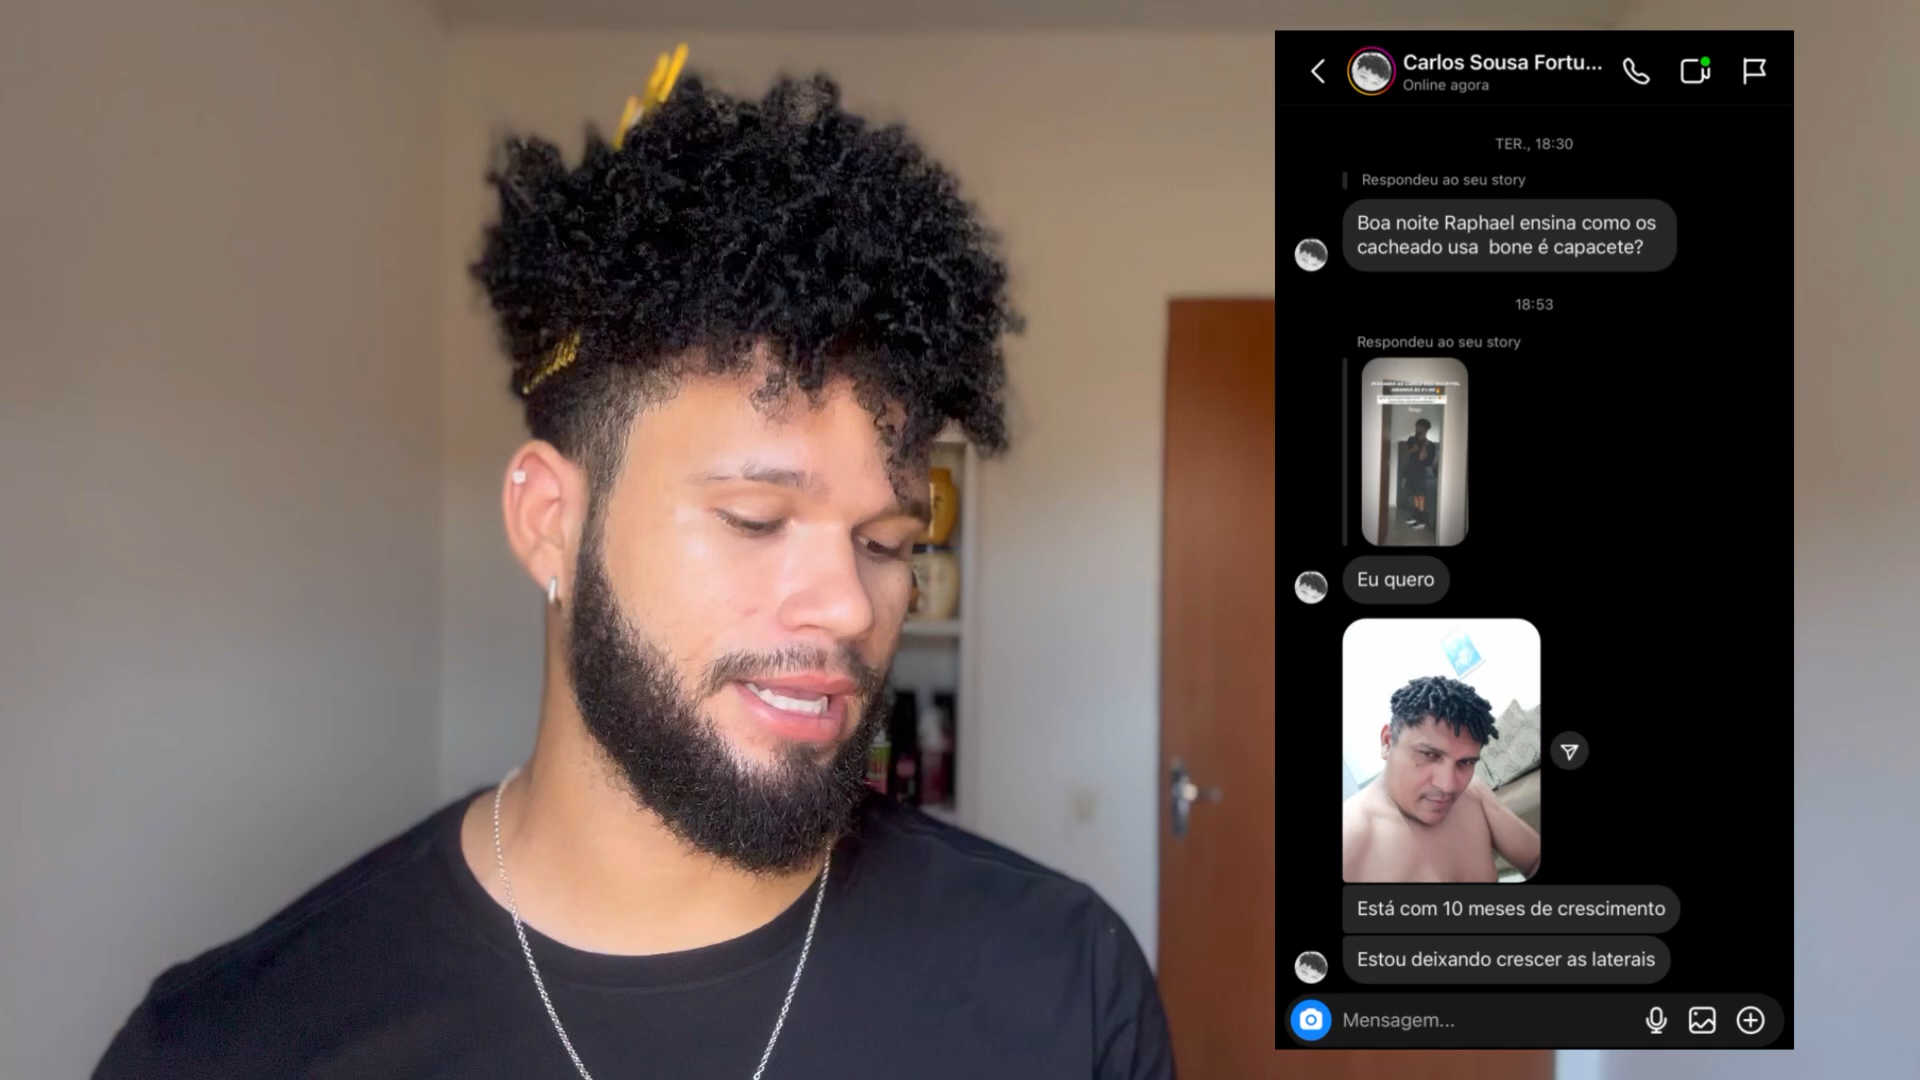 Carlos Sousa Fortu...
Online agora
TER., 18:30
Respondeu ao seu story
Boa noite Raphael ensina como os
cacheado usa  bone é capacete?
18:53
Respondeu ao seu story
Eu quero
Está com 10 meses de crescimento
Estou deixando crescer as laterais
Mensagem...